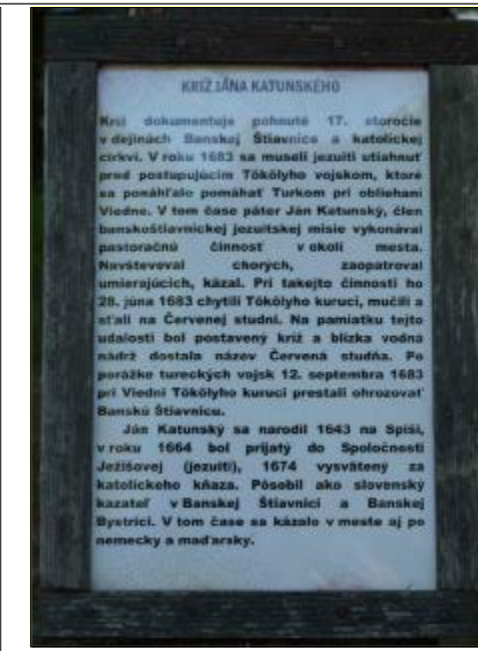 KRÍŽ JÁNA KATUNSKÉHO
Kríž dokumentuje pohnuté 17. storočie
v dejinách Banskej Štiavnice a katolíckej
cirkvi. V roku 1683 sa museli jezuiti utiahnuť
pred postupujúcim Tököliho vojskom, ktoré
sa ponáhľalo pomáhať Turkom pri obliehaní
Viedne. V tom čase páter Ján Katunský, člen
banskoštiavnickej jezuitskej misie vykonával
pastoračnú činnosť v okolí mesta.
Navštevoval chorých, zaopatroval
umierajúcich, kázal. Pri takejto činnosti ho
28. júna 1683 chytili Tökölyho kuruci, mučili a
sťali na Červenej studni. Na pamiatku tejto
udalosti bol postavený kríž a blízka vodná
nádrž dostala názov Červená studňa. Po
porážke tureckých vojsk 12. septembra 1683
pri Viedni Tökölyho kuruci prestali ohrozovať
Banskú Štiavnicu.
Ján Katunský sa narodil 1643 na Spiši,
v roku 1664 bol prijatý do Spoločnosti
Ježišovej (jezuiti), 1674 vysvätený za
katolíckeho kňaza. Pôsobil ako slovenský
kazateľ v Banskej Štiavnici a Banskej
Bystrici. V tom čase sa kázalo v meste aj po
nemecky a maďarsky.